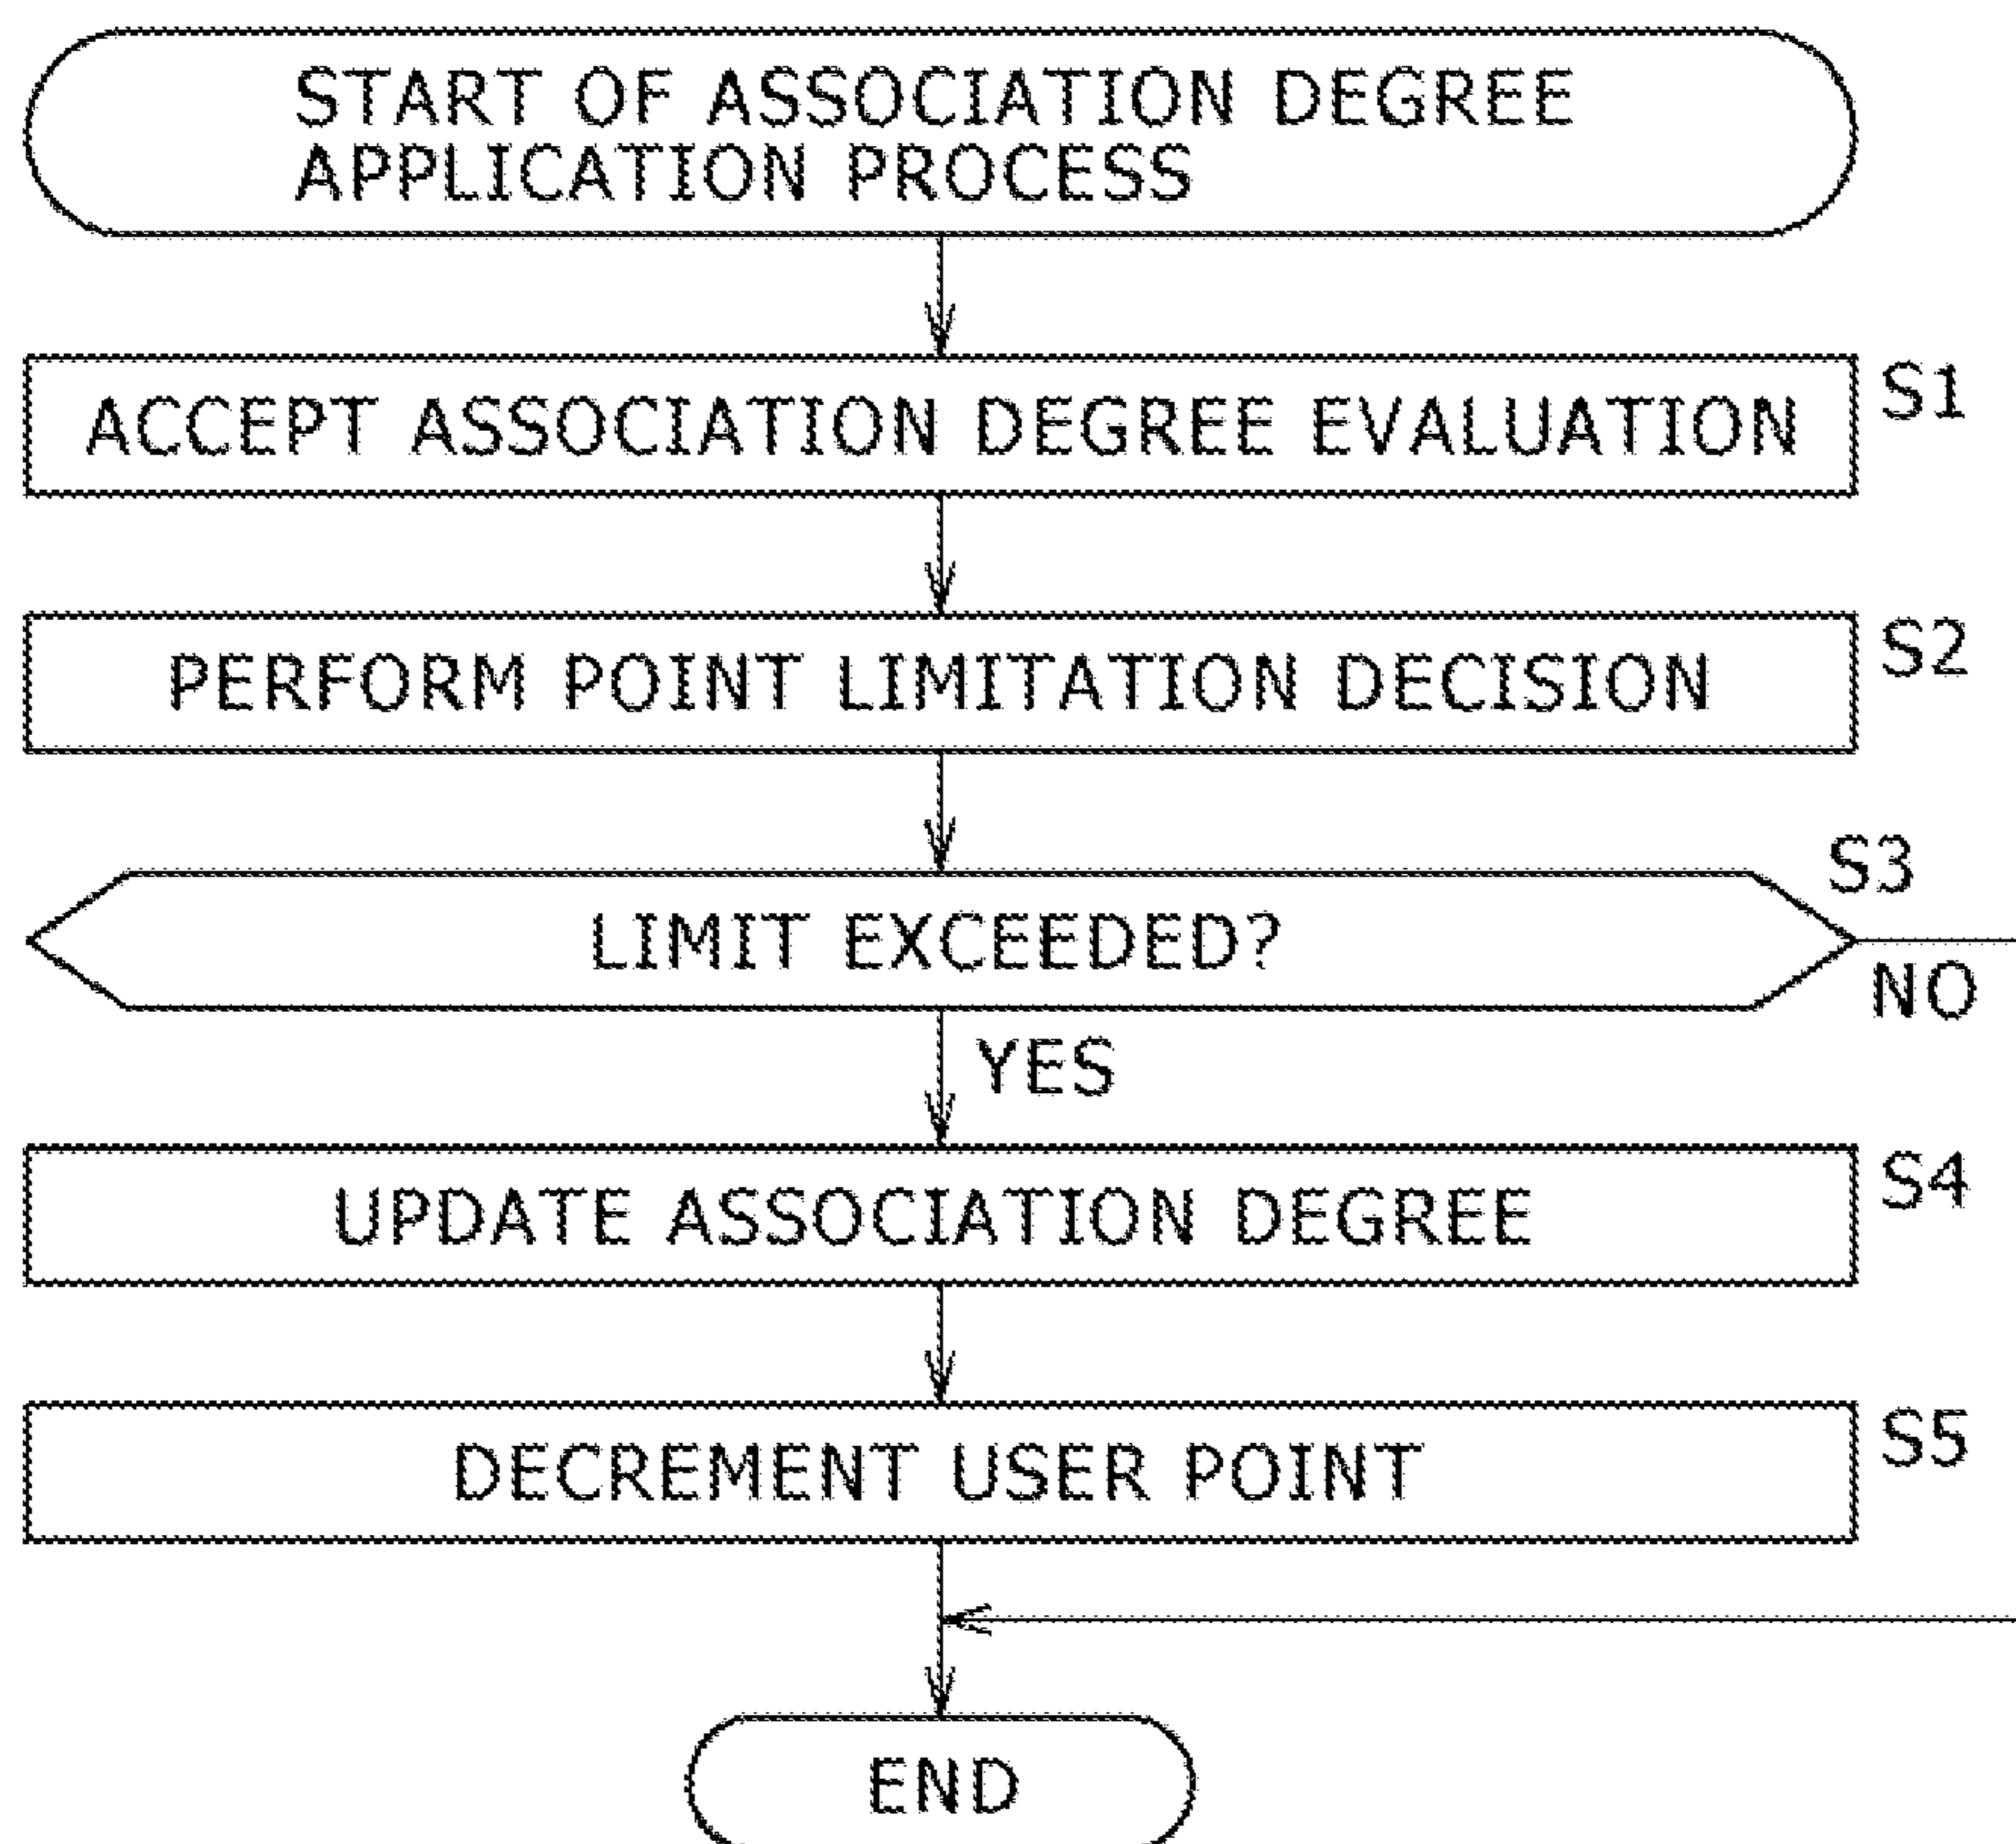 START OF ASSOCIATION DEGREE
APPLICATION PROCESS
ACCEPT ASSOCIATION DEGREE EVALUATION
S1
PERFORM POINT LIMITATION DECISION
S2
S3
LIMIT EXCEEDED?
NO
YES
UPDATE ASSOCIATION DEGREE
S4
DECREMENT USER POINT
S5
END